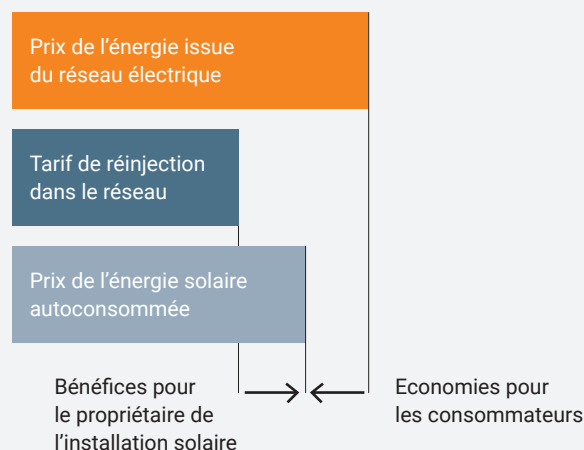 Prix de l’énergie issue
du réseau électrique
Tarif de réinjection
dans le réseau
Prix de l’énergie solaire
autoconsommée
Bénéfices pour
le propriétaire de
l’installation solaire
Economies pour
les consommateurs